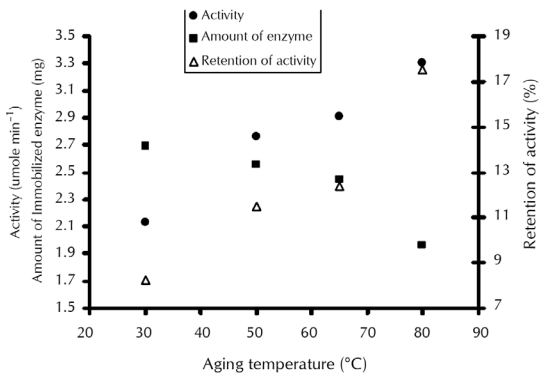 Activity
Amount of enzyme
Retention of activity
3.5
3.3
3.1
2.9
2.7
2.5
2.3
2.1
1.9
1.7
1.5
Activity (umole min⁻¹)
Amount of Immobilized enzyme (mg)
19
17
15
13
11
9
7
Retention of activity (%)
20 30 40 50 60 70 80 90
Aging temperature (°C)